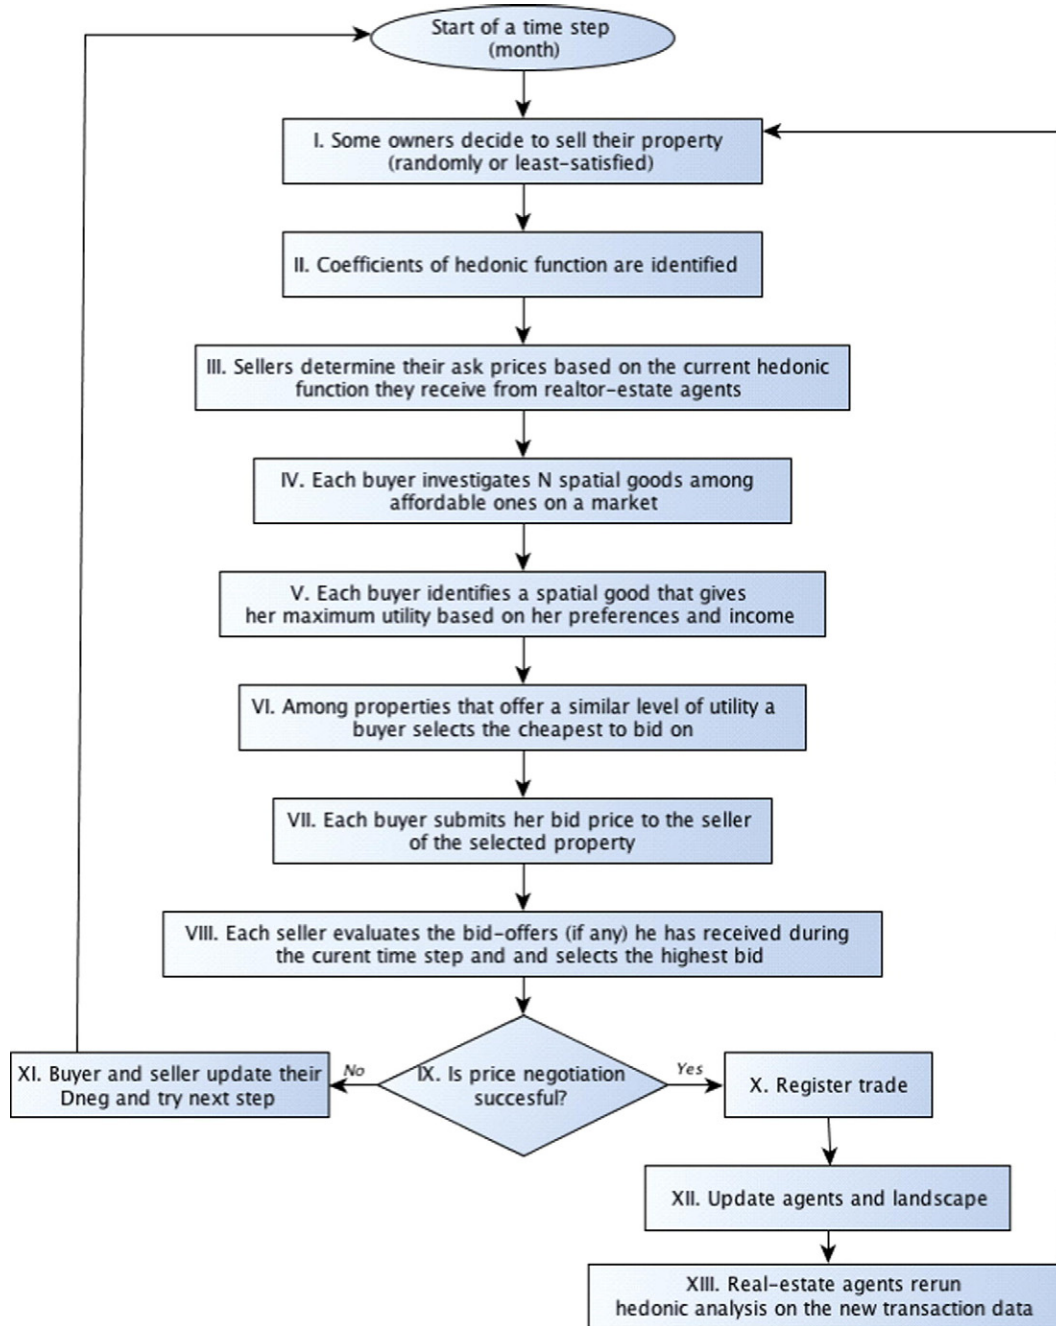 Start of a time step
(month)
I. Some owners decide to sell their property
(randomly or least-satisfied)
II. Coefficients of hedonic function are identified
III. Sellers determine their ask prices based on the current hedonic
function they receive from realtor-estate agents
IV. Each buyer investigates N spatial goods among
affordable ones on a market
V. Each buyer identifies a spatial good that gives
her maximum utility based on her preferences and income
VI. Among properties that offer a similar level of utility a
buyer selects the cheapest to bid on
VII. Each buyer submits her bid price to the seller
of the selected property
VIII. Each seller evaluates the bid-offers (if any) he has received during
the curent time step and and selects the highest bid
IX. Is price negotiation
succesful?
No
XI. Buyer and seller update their
Dneg and try next step
Yes
X. Register trade
XII. Update agents and landscape
XIII. Real-estate agents rerun
hedonic analysis on the new transaction data